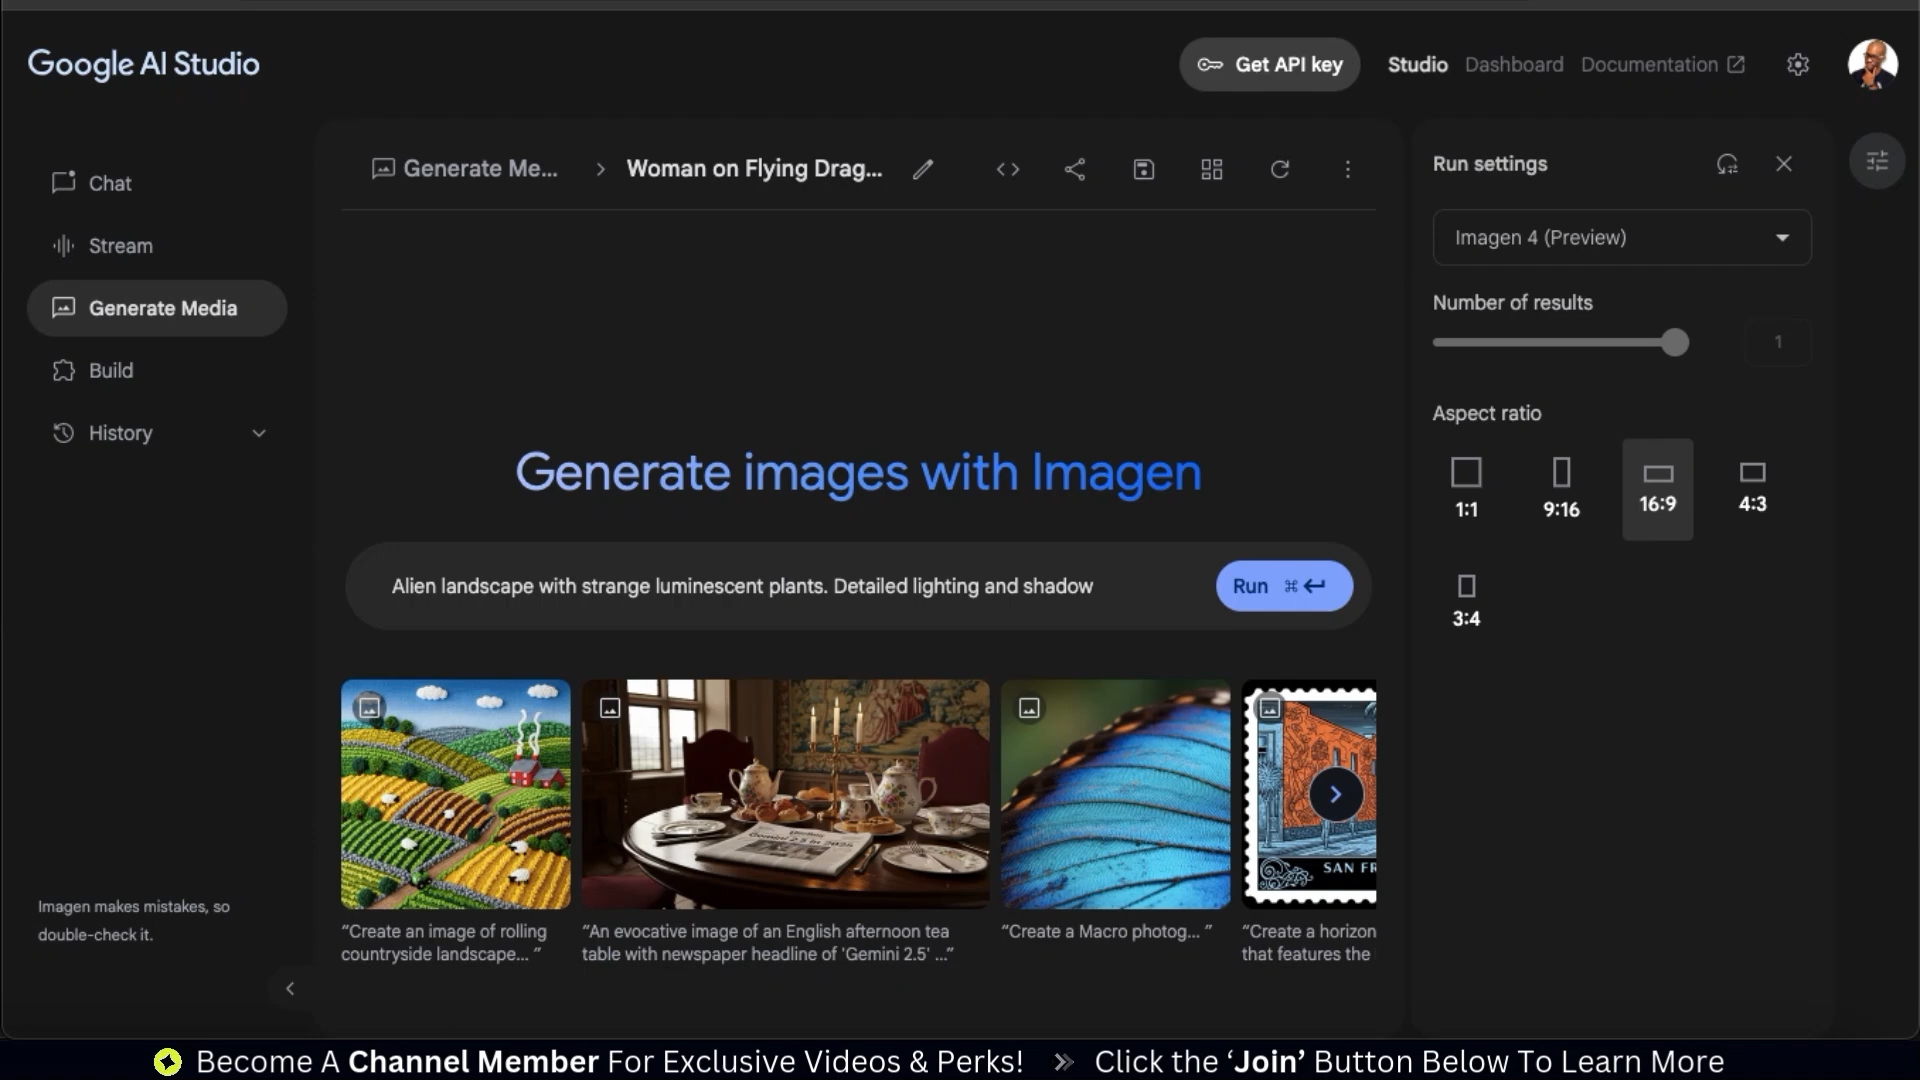 Google AI Studio
Get API key
Studio
Dashboard
Documentation
Chat
Stream
Generate Media
Build
History
Imagen makes mistakes, so
double-check it.
Generate Me...
Woman on Flying Drag...
Generate images with Imagen
Alien landscape with strange luminescent plants. Detailed lighting and shadow
Run ⌘
Gemini 2.5 in 2025
SAN FR
“Create an image of rolling
countryside landscape... ”
“An evocative image of an English afternoon tea
table with newspaper headline of 'Gemini 2.5' ...”
“Create a Macro photog... ”
“Create a horizon
that features the
Run settings
Imagen 4 (Preview)
Number of results
1
Aspect ratio
1:1
9:16
16:9
4:3
3:4
Become A Channel Member For Exclusive Videos & Perks!
Click the ‘Join’ Button Below To Learn More